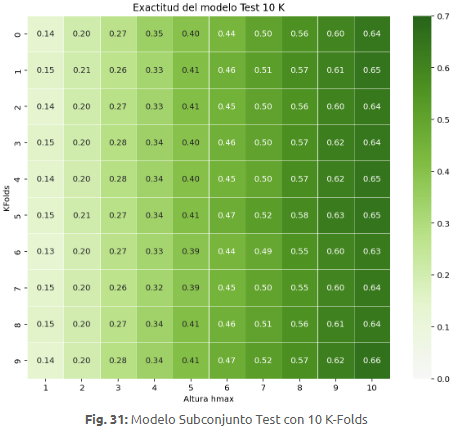 Exactitud del modelo Test 10 K
0 0.14 0.20 0.27 0.35 0.40 0.44 0.50 0.56 0.60 0.64
1 0.15 0.21 0.26 0.33 0.41 0.46 0.51 0.57 0.61 0.65
2 0.14 0.20 0.27 0.33 0.41 0.45 0.50 0.56 0.60 0.64
3 0.15 0.20 0.28 0.34 0.40 0.46 0.50 0.57 0.62 0.64
4 0.14 0.20 0.28 0.34 0.40 0.46 0.50 0.57 0.62 0.65
5 0.15 0.21 0.27 0.34 0.41 0.47 0.52 0.58 0.63 0.65
6 0.13 0.20 0.27 0.33 0.39 0.44 0.49 0.55 0.60 0.63
7 0.15 0.20 0.26 0.32 0.39 0.45 0.50 0.55 0.60 0.64
8 0.15 0.20 0.27 0.34 0.41 0.46 0.51 0.56 0.61 0.64
9 0.14 0.20 0.28 0.34 0.41 0.47 0.52 0.57 0.62 0.66
KFolds
1 2 3 4 5 6 7 8 9 10
Altura hmax
0.7
0.6
0.5
0.4
0.3
0.2
0.1
0.0
Fig. 31: Modelo Subconjunto Test con 10 K-Folds